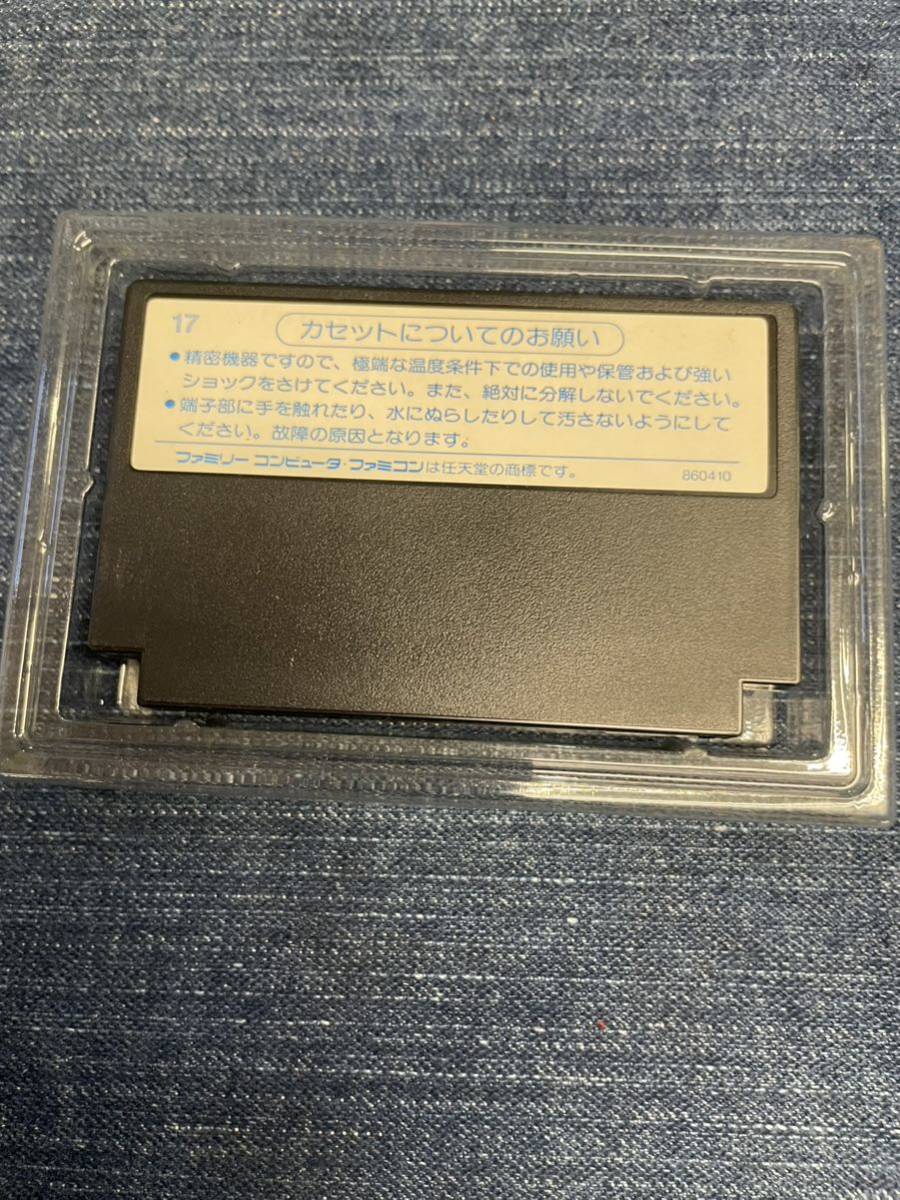 17
カセットについてのお願い
●精密機器ですので、極端な温度条件下での使用や保管および強い
ショックをさけてください。また、絶対に分解しないでください。
●端子部に手を触れたり、水にぬらしたりして汚さないようにして
ください。故障の原因となります。
ファミリー コンピュータ・ファミコンは任天堂の商標です。
860410